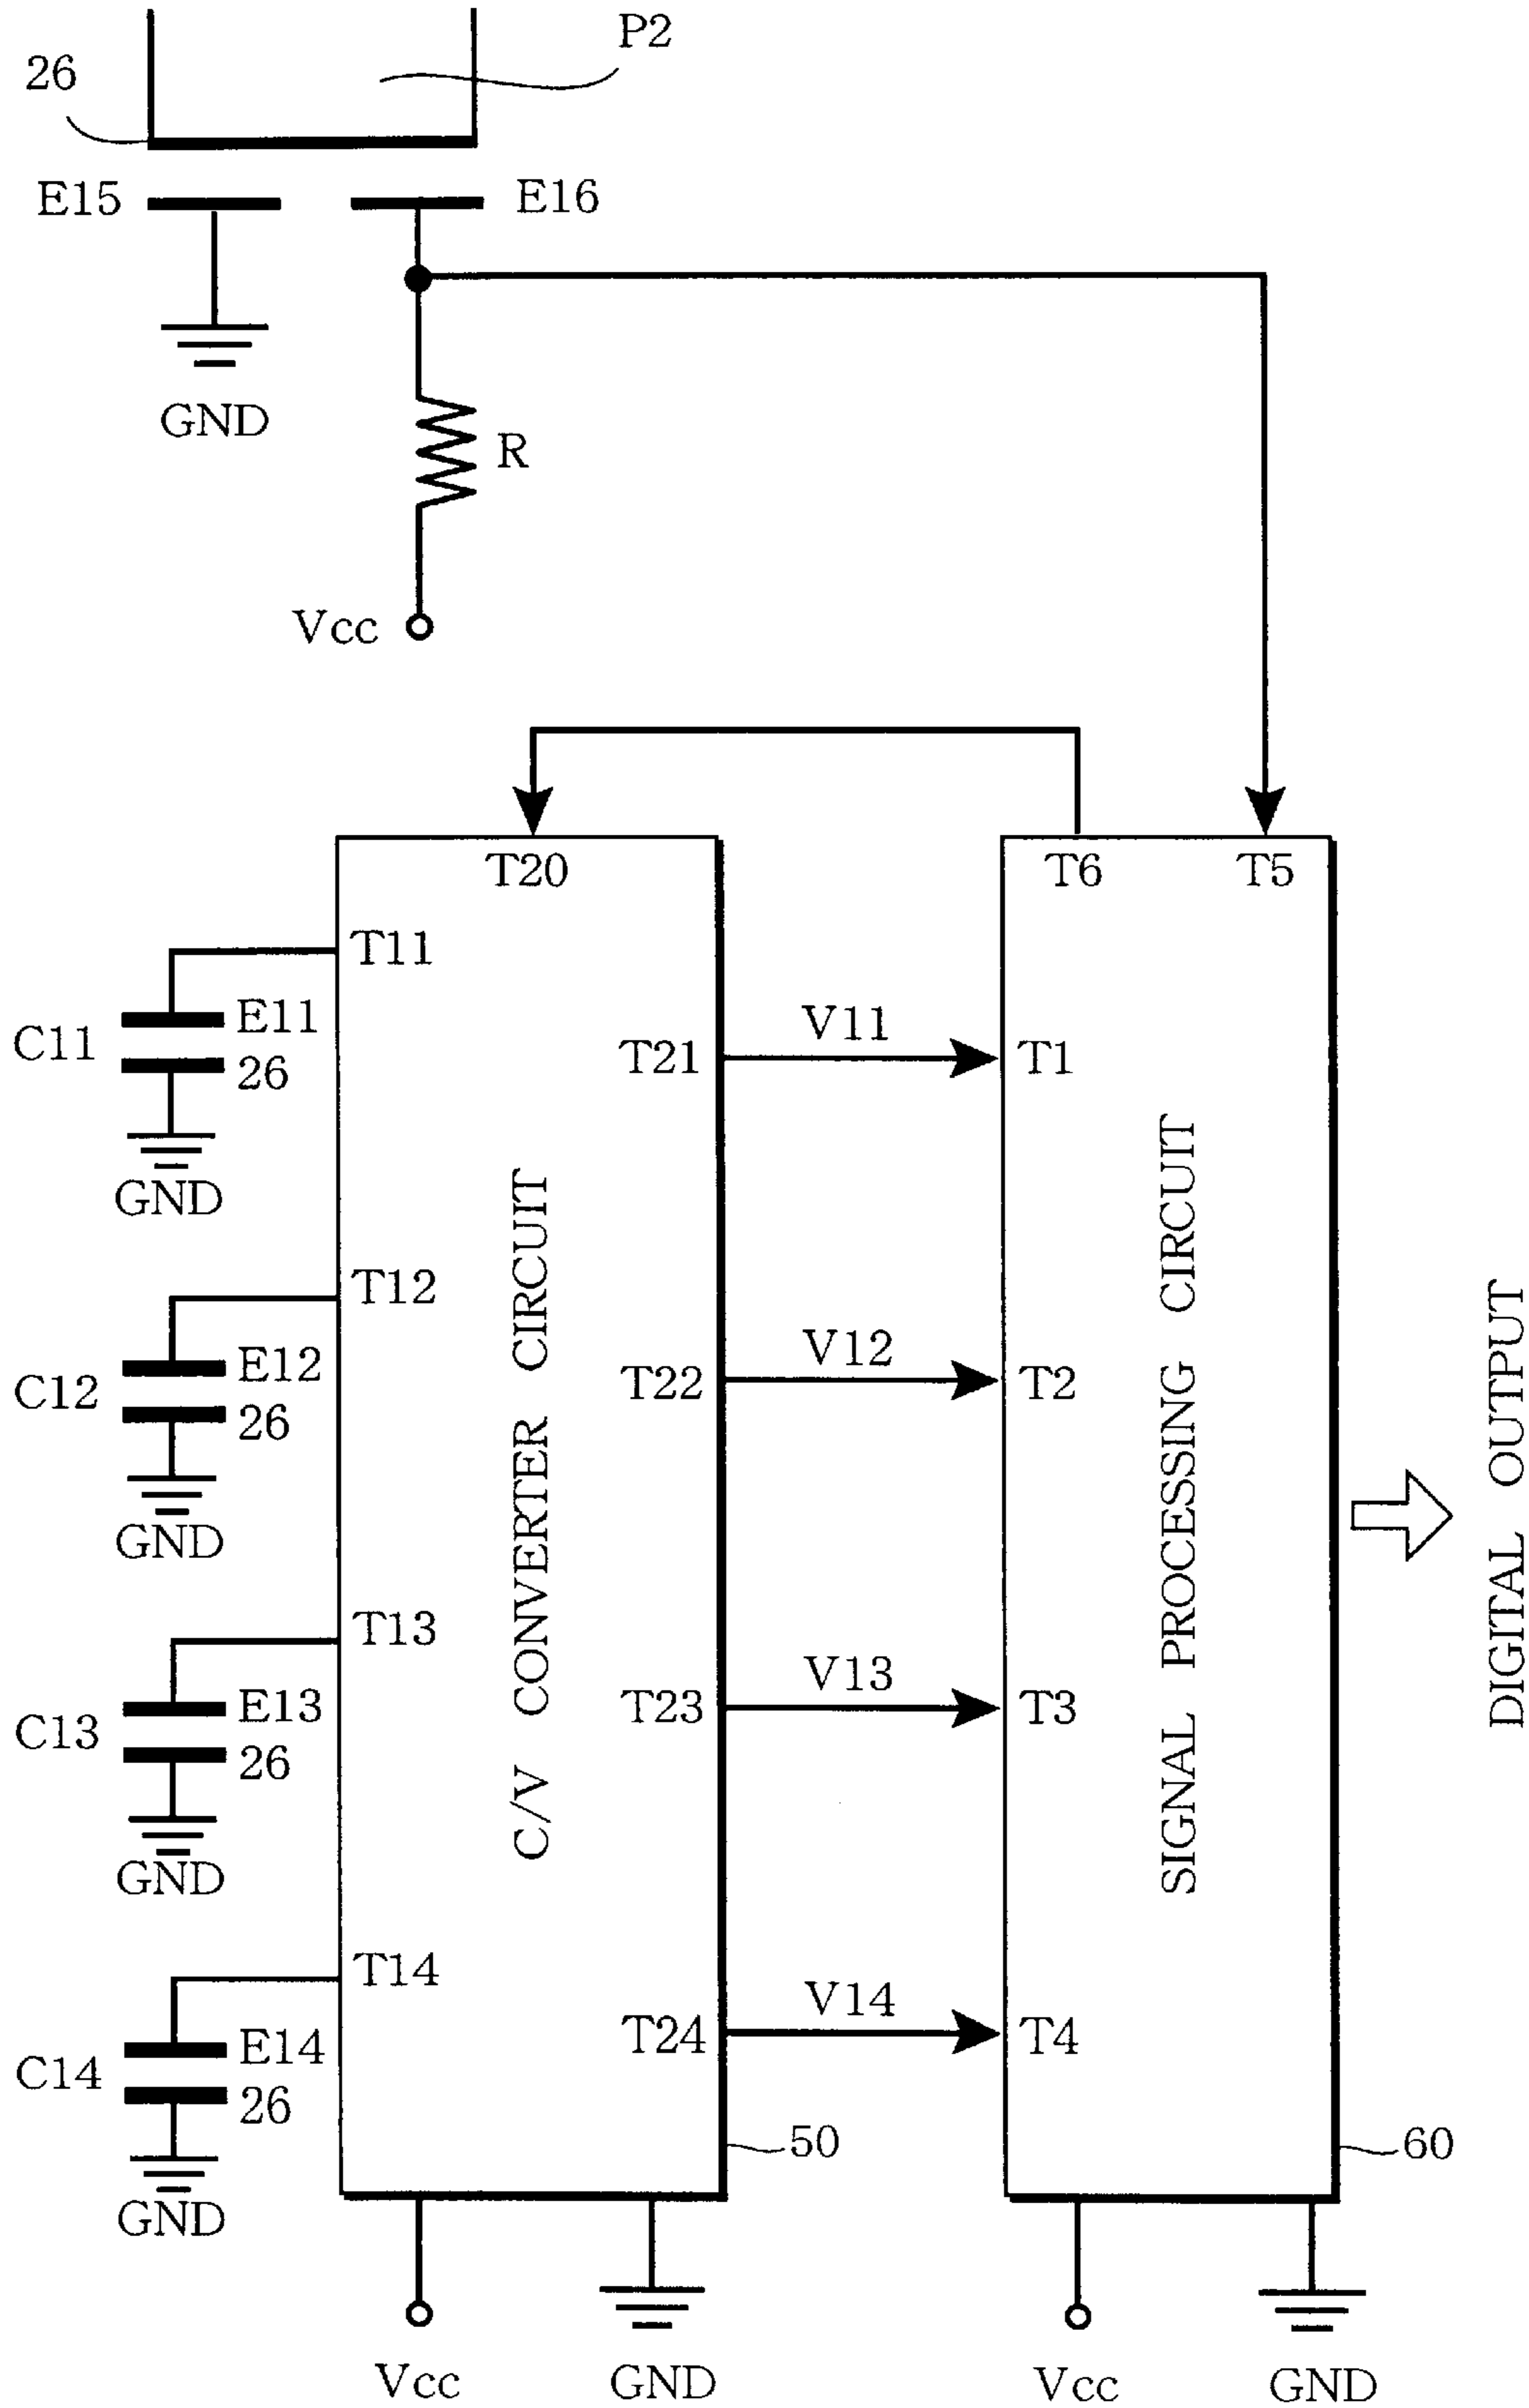 P2
26
E15
E16
GND
R
Vcc
T20
T6
T5
T11
C11
E11
26
GND
T21
V11
T1
T12
C12
E12
26
GND
T22
V12
T2
C/V CONVERTER CIRCUIT
SIGNAL PROCESSING CIRCUIT
DIGITAL OUTPUT
T13
C13
E13
26
GND
T23
V13
T3
T14
C14
E14
26
GND
T24
V14
T4
50
60
Vcc
GND
Vcc
GND